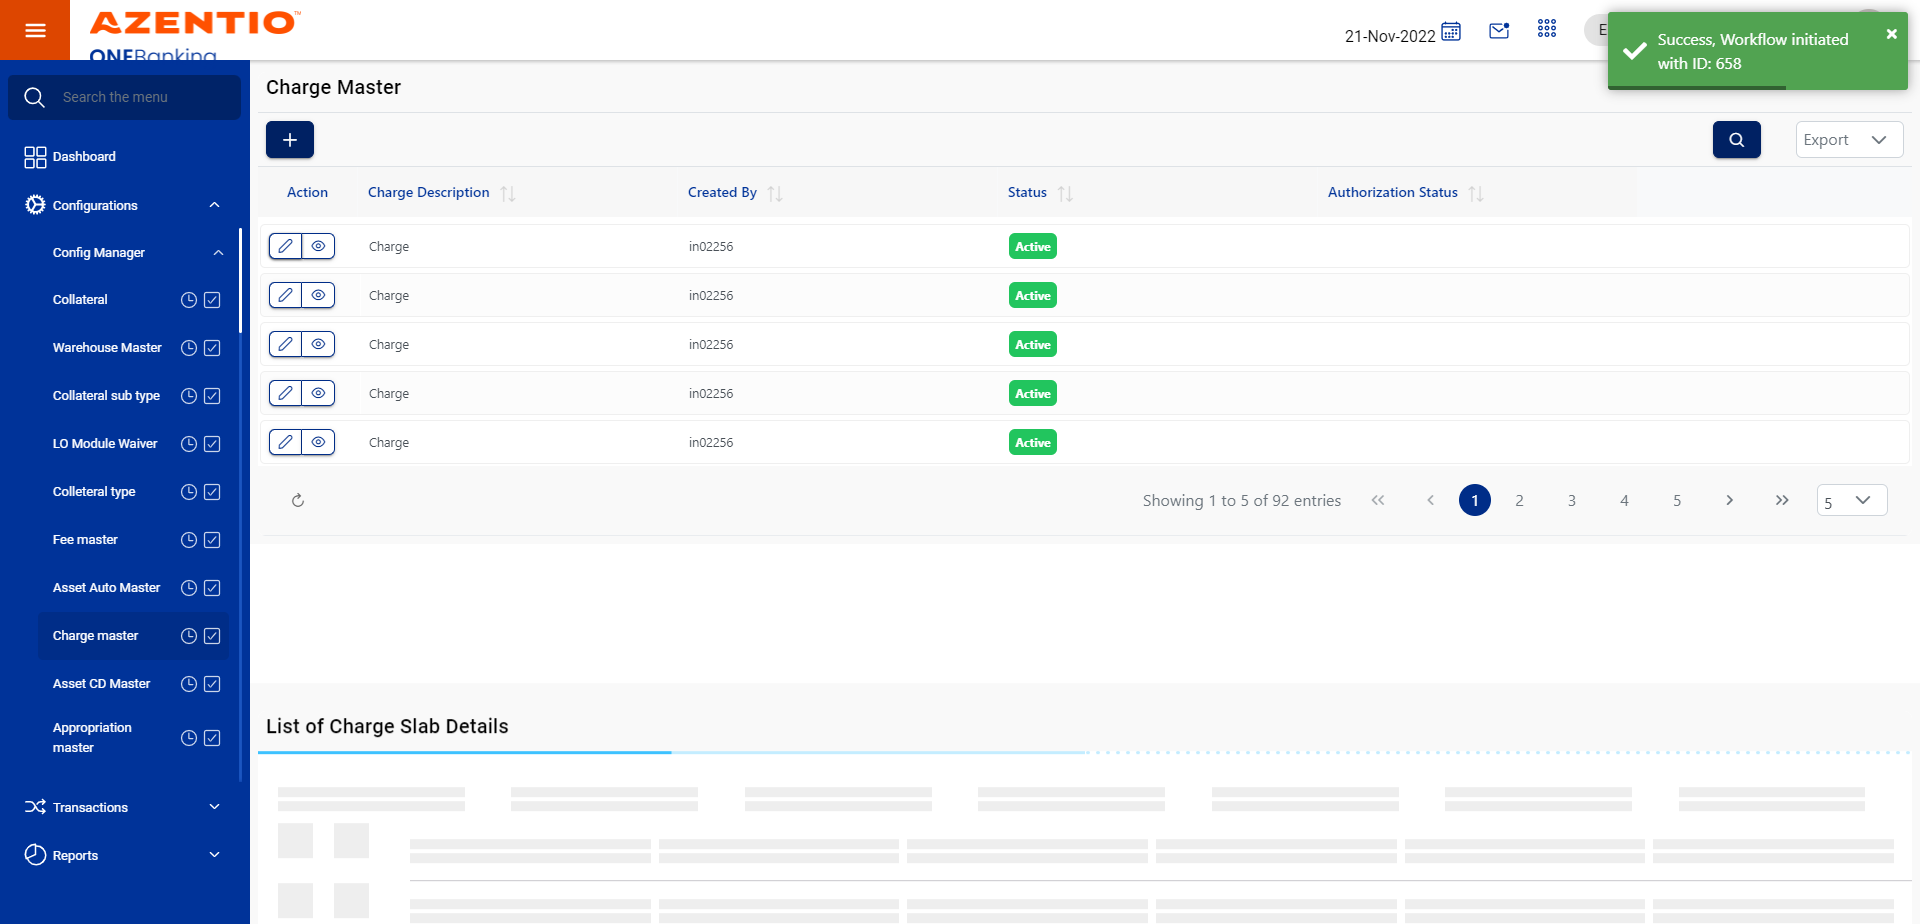 AZENTIO™
ONEBanking
21-Nov-2022
E
Success, Workflow initiated
with ID: 658
Search the menu
Dashboard
Configurations
Config Manager
Collateral
Warehouse Master
Collateral sub type
LO Module Waiver
Colleteral type
Fee master
Asset Auto Master
Charge master
Asset CD Master
Appropriation
master
Transactions
Reports
Charge Master
Export
Action Charge Description Created By Status Authorization Status
Charge in02256 Active
Charge in02256 Active
Charge in02256 Active
Charge in02256 Active
Charge in02256 Active
Showing 1 to 5 of 92 entries 1 2 3 4 5 5
List of Charge Slab Details